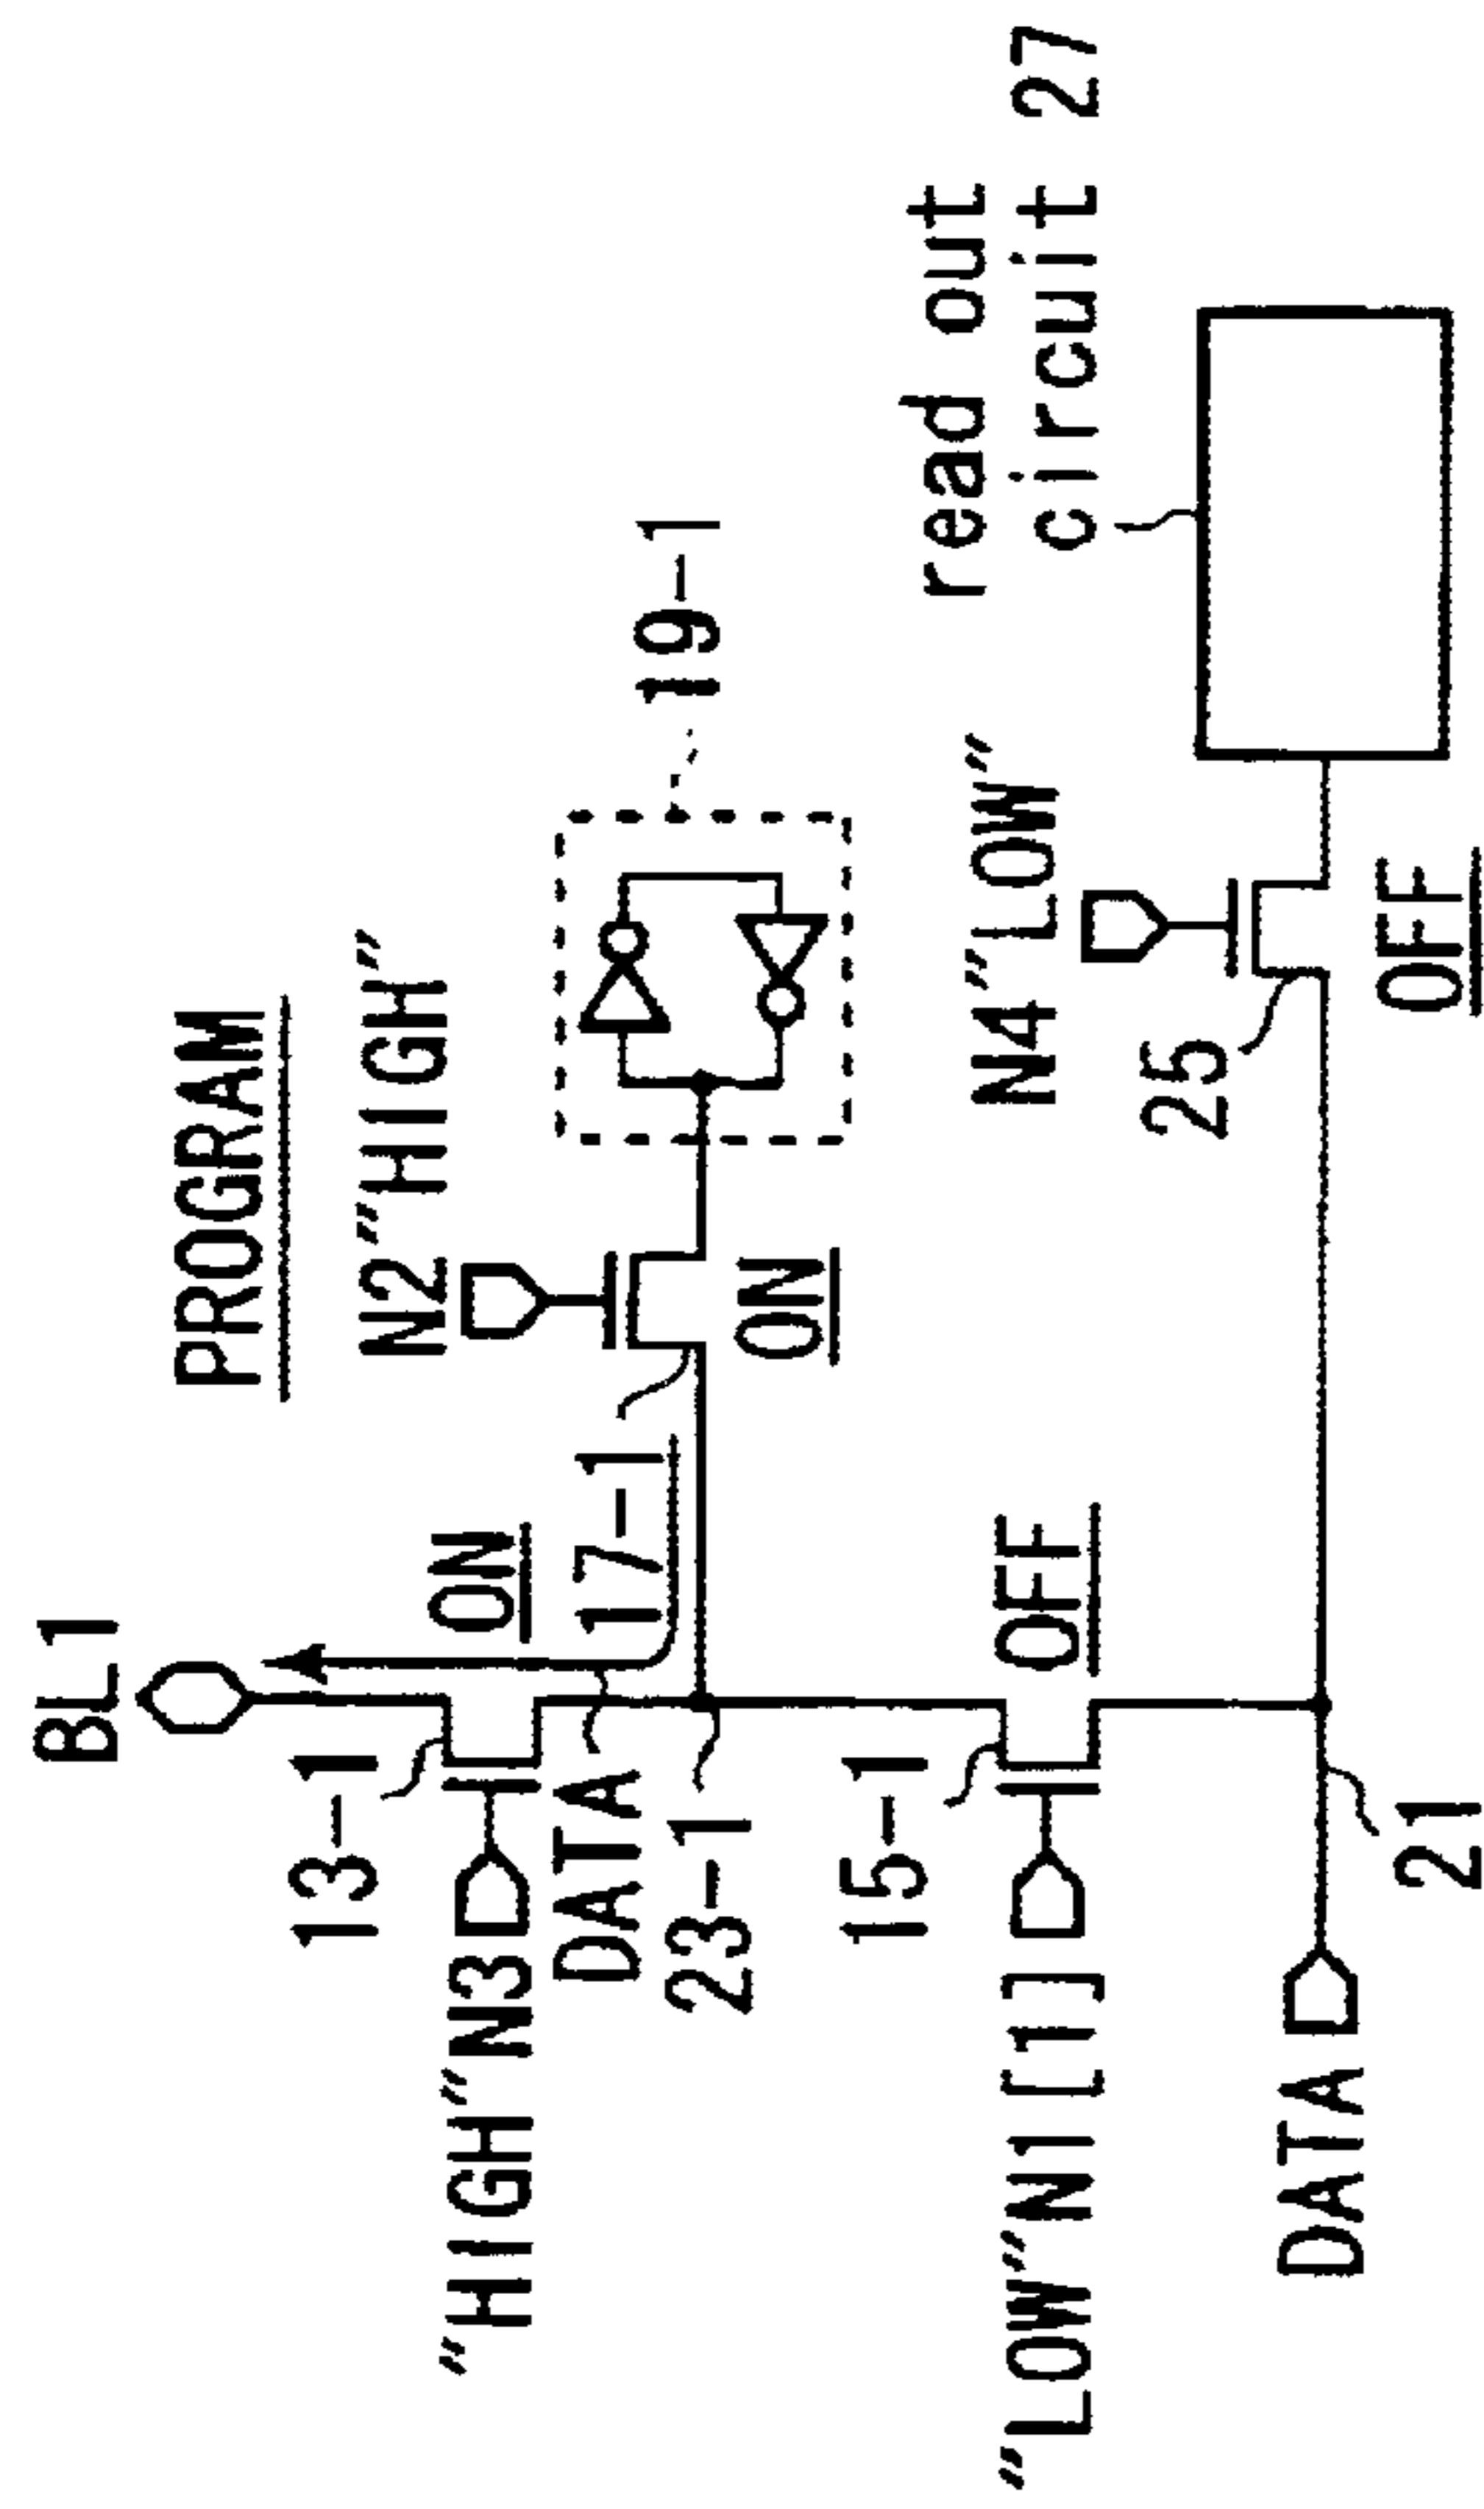 PROGRAM
BL1
13-1
ON
N2"HIGH"
"HIGH"N3
DATA
17-1
19-1
23-1
ON
15-1
OFF
"LOW"N1[1]
N4"LOW"
read out
circuit 27
25
DATA
21
OFF